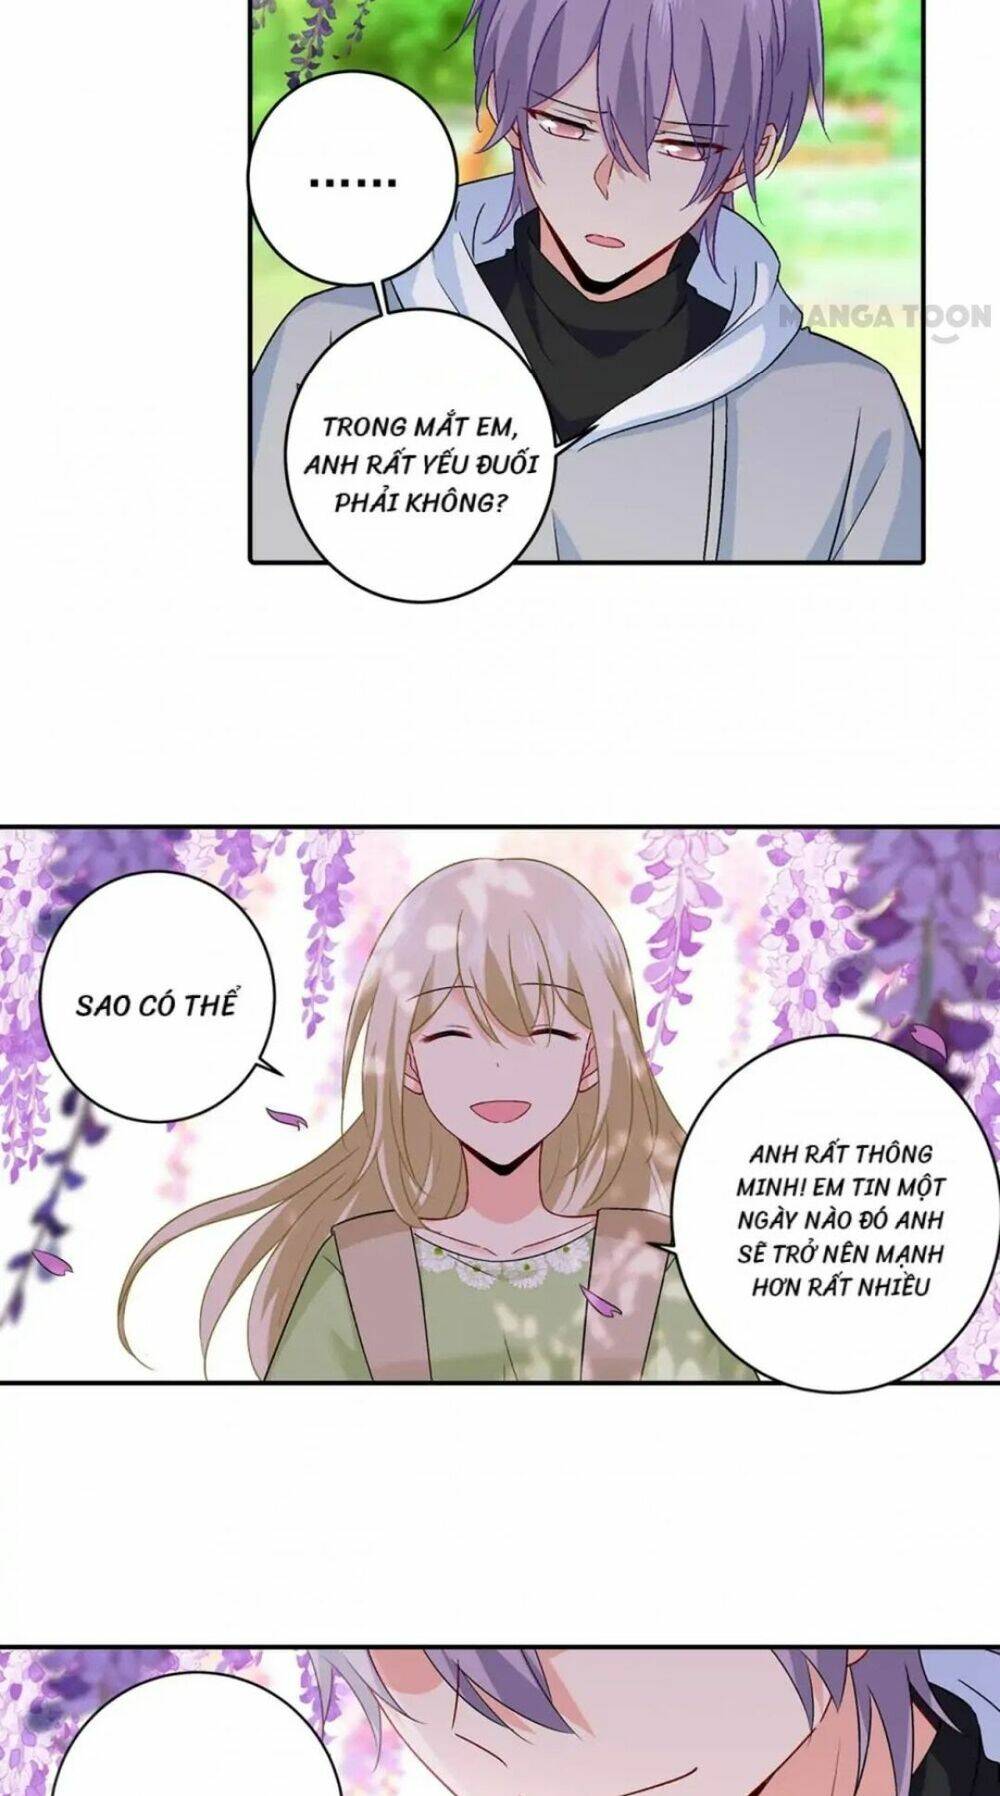 ......
MANGA TOON
TRONG MẮT EM,
ANH RẤT YẾU ĐUỐI
PHẢI KHÔNG?
SAO CÓ THỂ
ANH RẤT THÔNG
MINH! EM TIN MỘT
NGÀY NÀO ĐÓ ANH
SẼ TRỞ NÊN MẠNH
HƠN RẤT NHIỀU